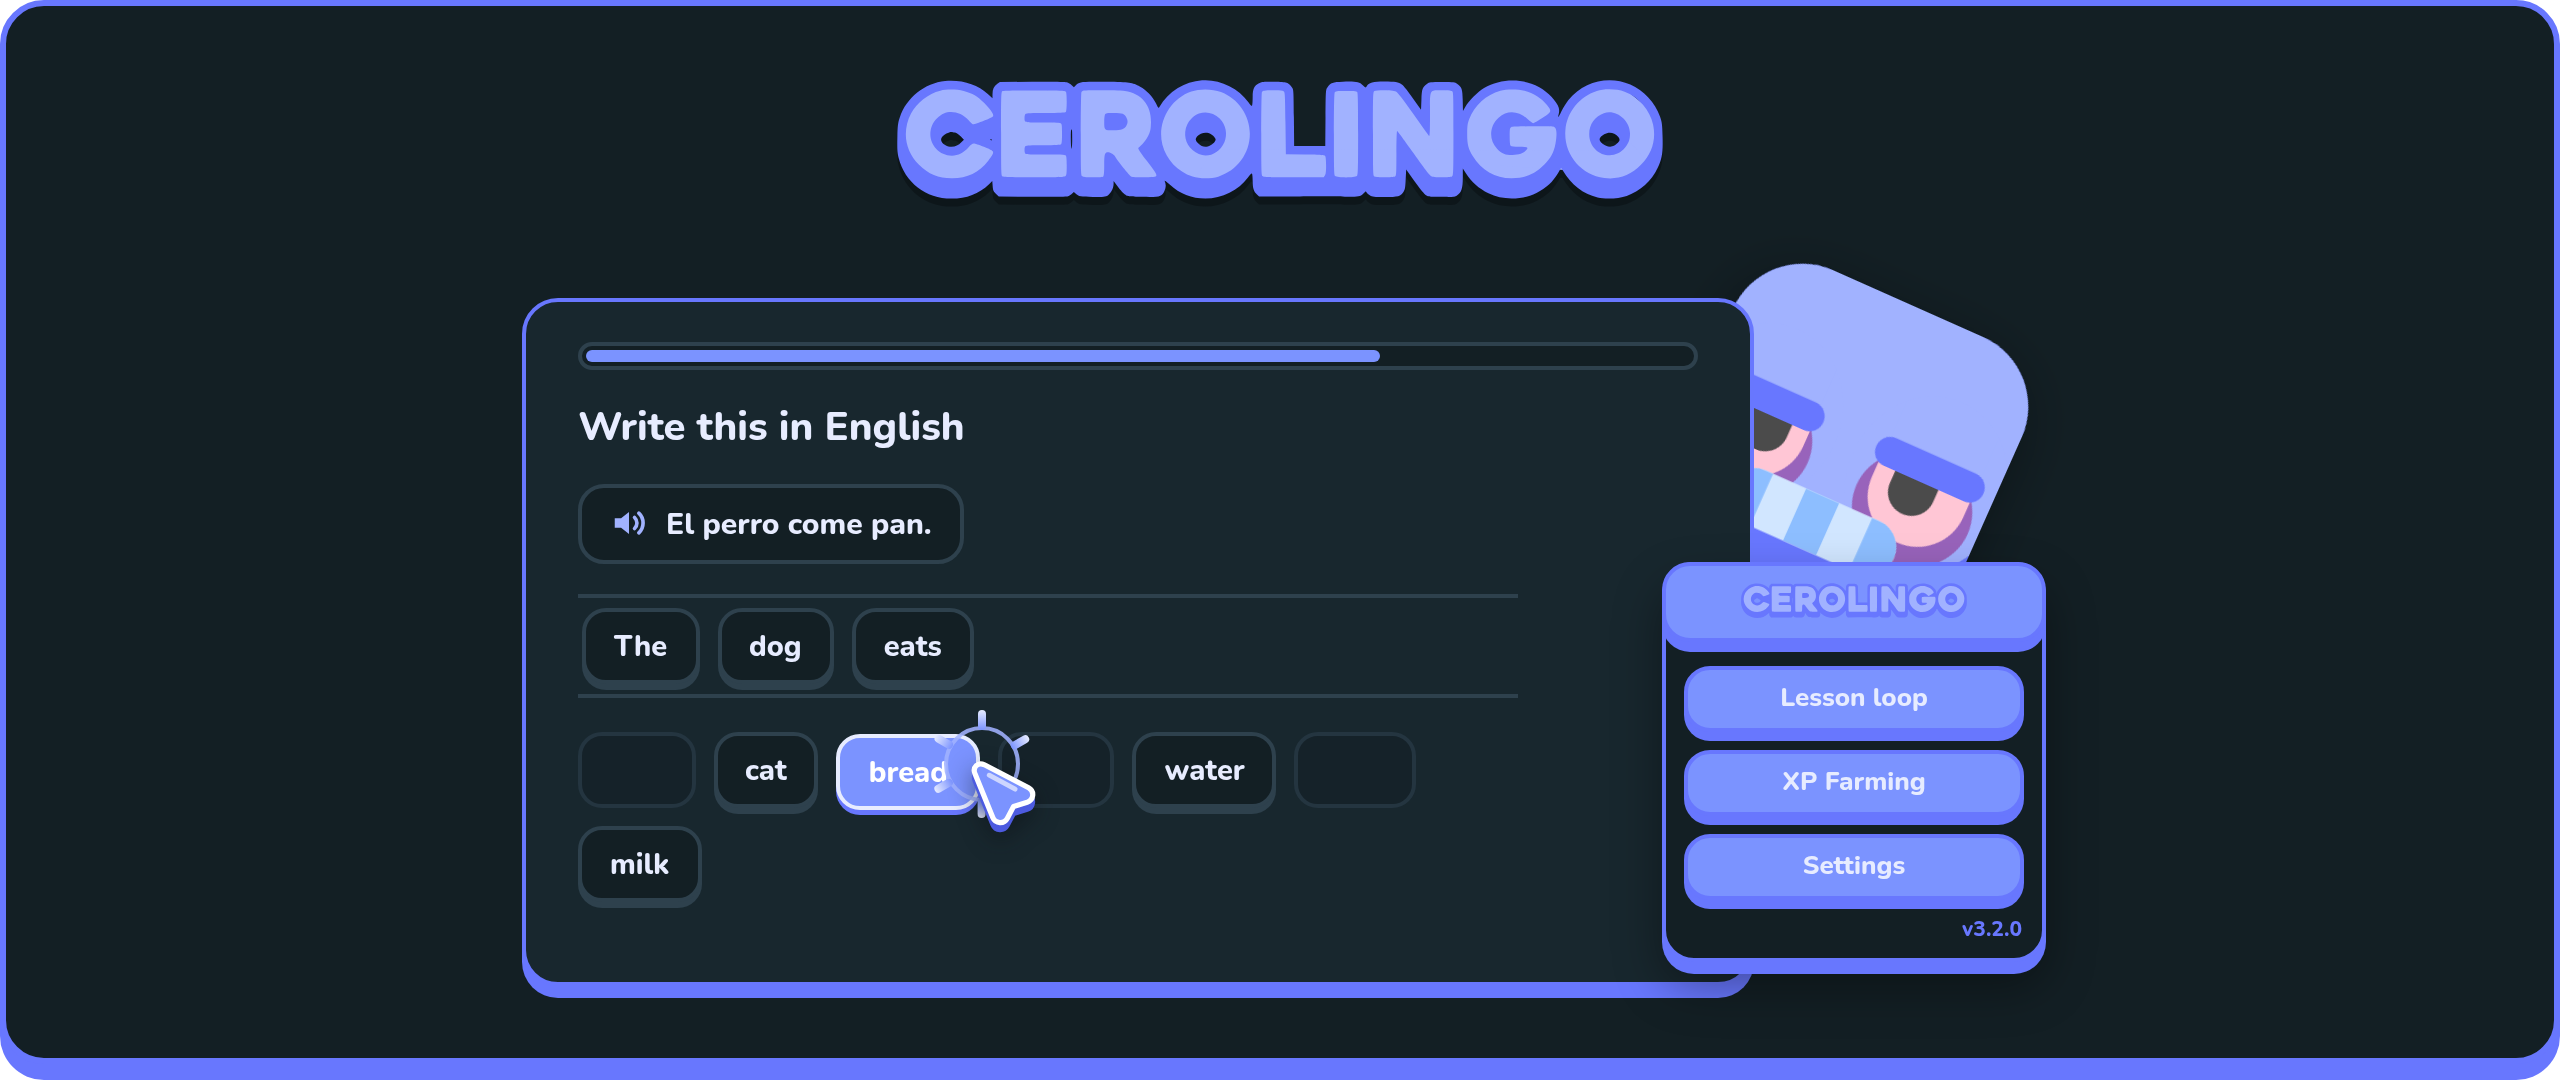 CEROLINGO
Write this in English
El perro come pan.
The dog eats
cat bread water
milk
CEROLINGO
Lesson loop
XP Farming
Settings
v3.2.0